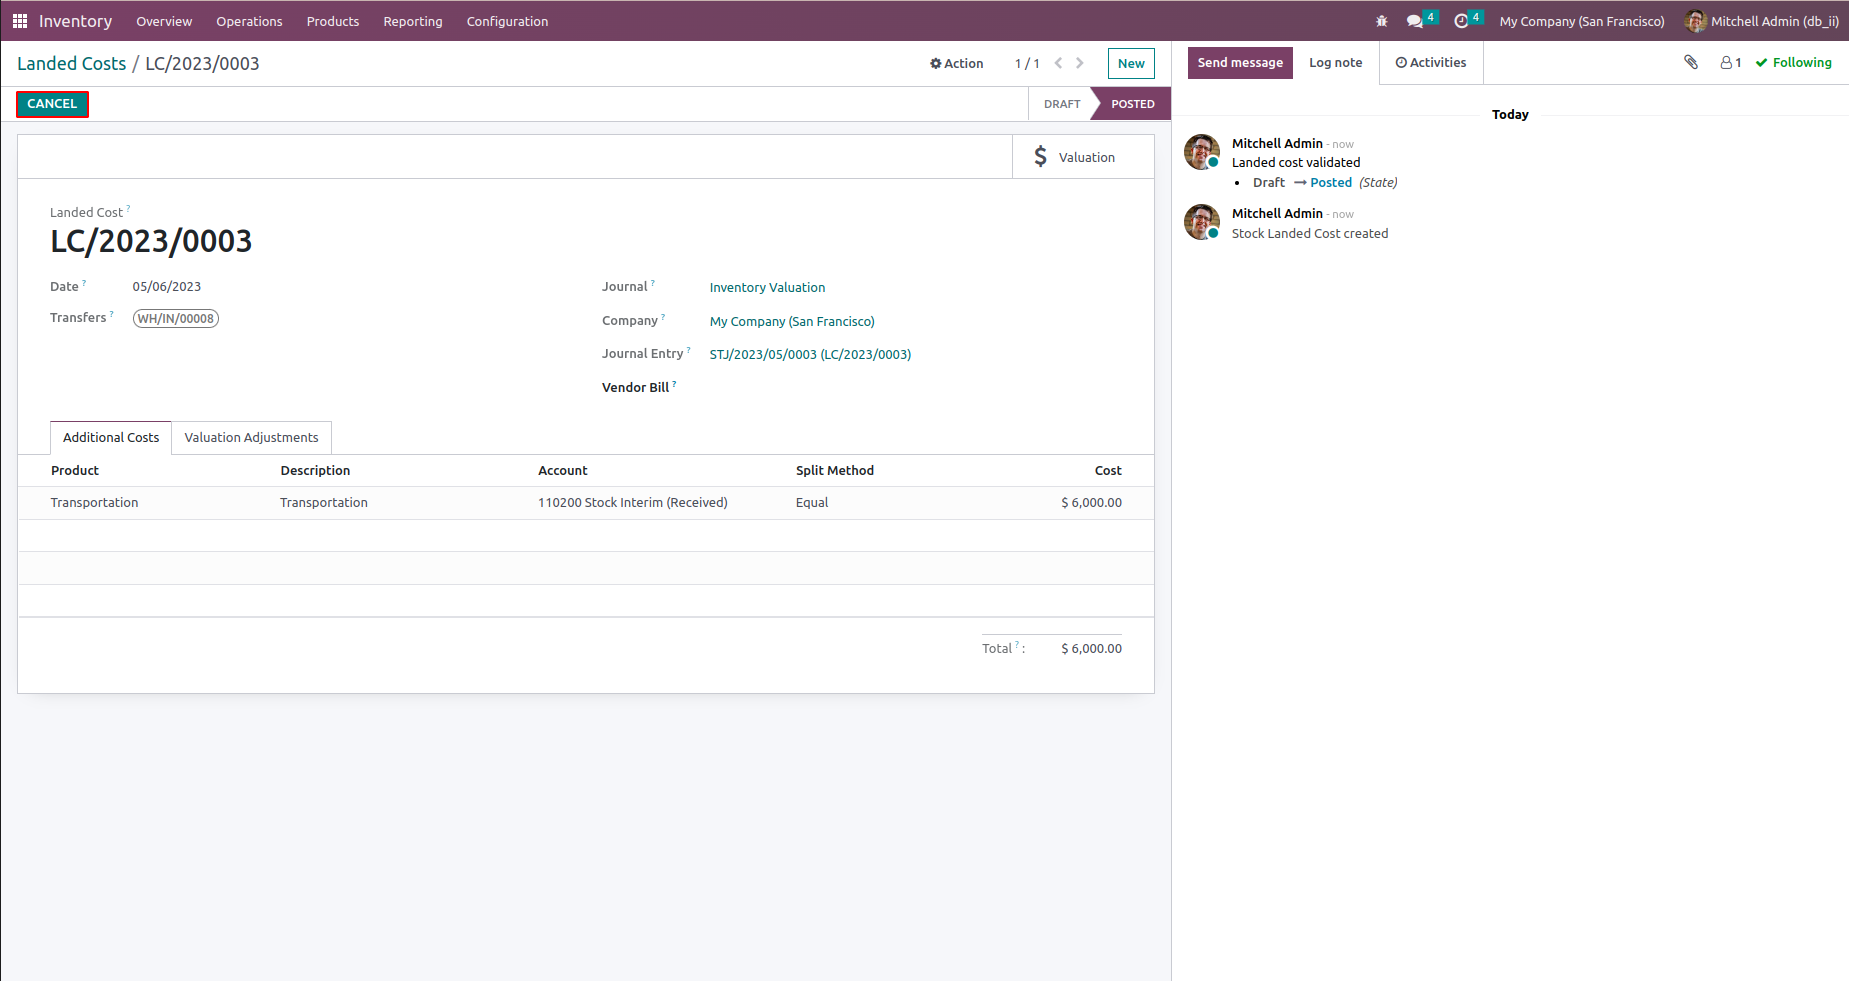 Inventory Overview Operations Products Reporting Configuration 4 4 My Company (San Francisco) Mitchell Admin (db_ii)
Landed Costs / LC/2023/0003 Action 1 / 1 New
CANCEL DRAFT POSTED
$ Valuation
Landed Cost ?
LC/2023/0003
Date ? 05/06/2023
Transfers ? WH/IN/00008
Journal ? Inventory Valuation
Company ? My Company (San Francisco)
Journal Entry ? STJ/2023/05/0003 (LC/2023/0003)
Vendor Bill ?
Additional Costs Valuation Adjustments
Product Description Account Split Method Cost
Transportation Transportation 110200 Stock Interim (Received) Equal $ 6,000.00
Total ? : $ 6,000.00
Send message Log note Activities 1 Following
Today
Mitchell Admin - now
Landed cost validated
• Draft → Posted (State)
Mitchell Admin - now
Stock Landed Cost created